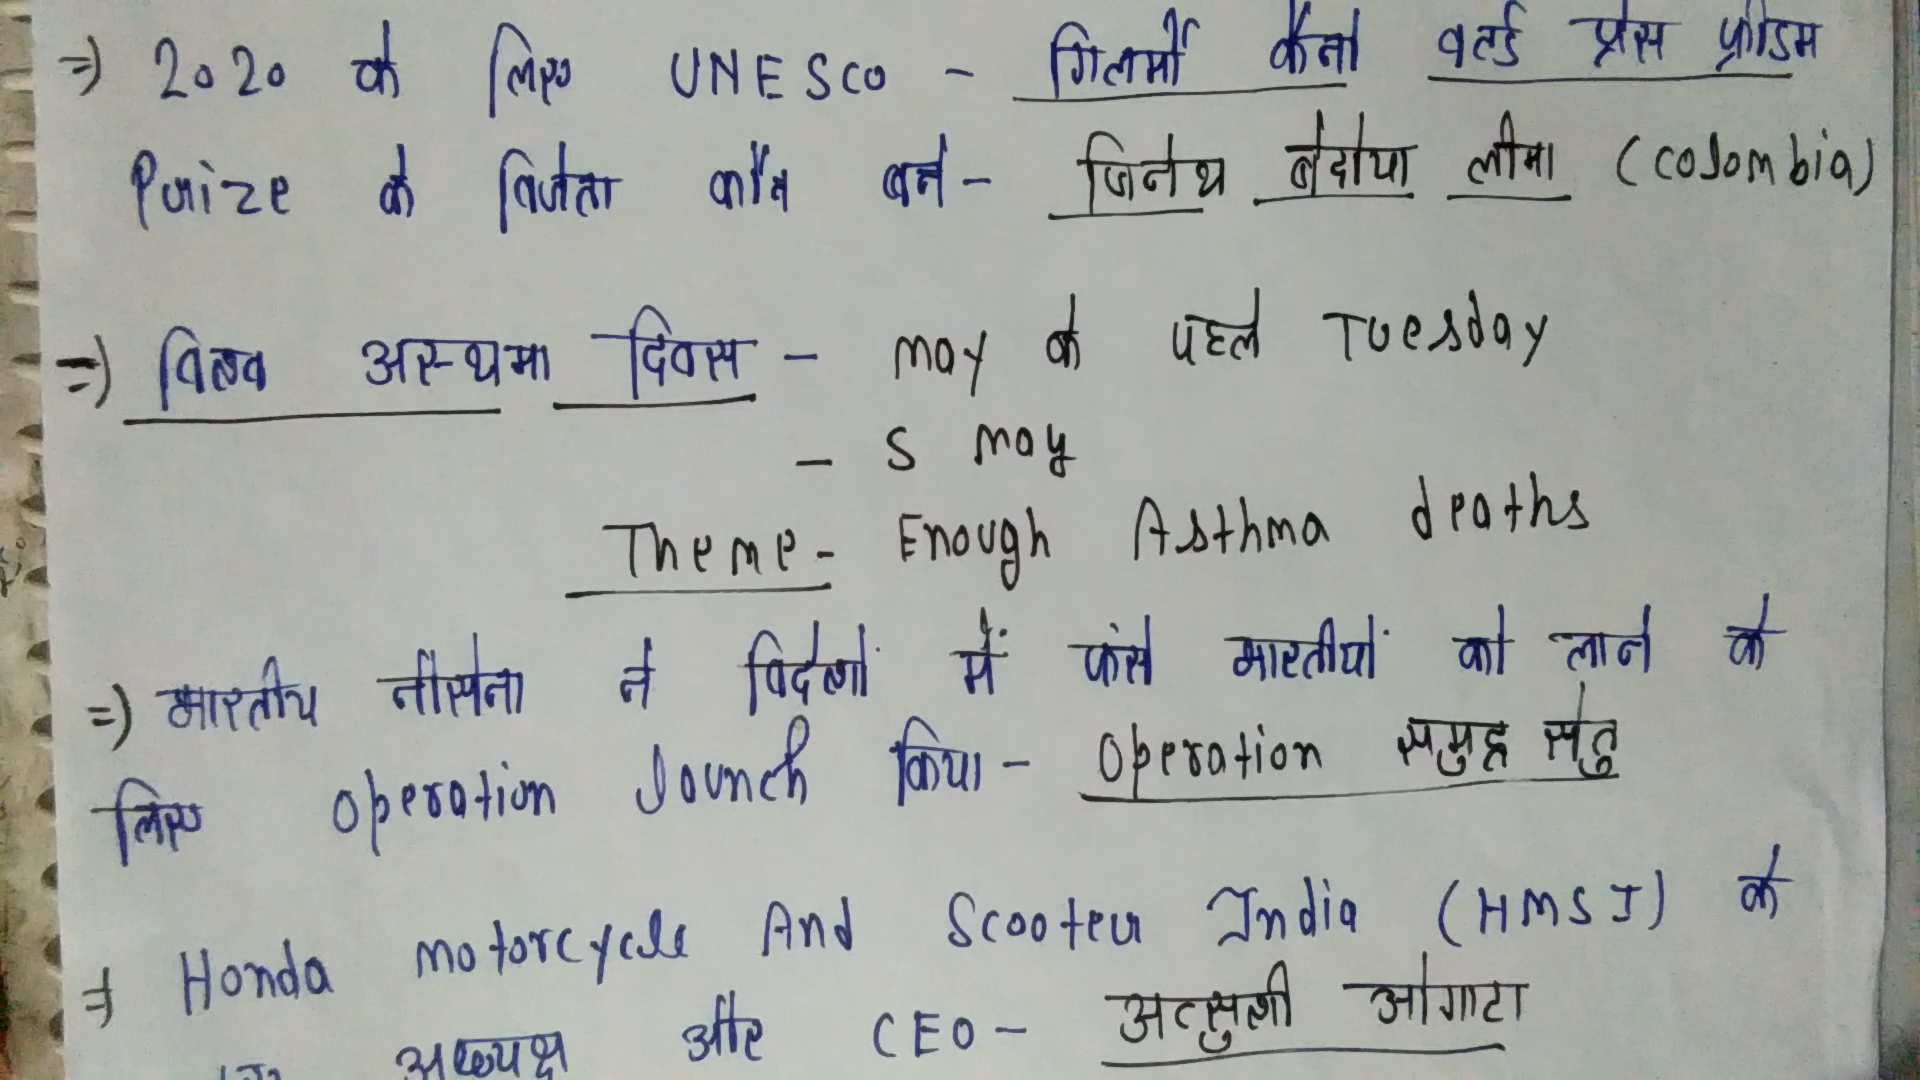 ⇒ 2020 के लिए UNESCO - गिलर्मो कैनो वर्ल्ड प्रेस फ्रीडम
Prize के विजेता कौन बने - जिनेथ बेदोया लीमा (Colombia)
⇒ विश्व अस्थमा दिवस - May के पहले Tuesday
- 5 May
Theme - Enough Asthma deaths
⇒ भारतीय नौसेना ने विदेशों में फंसे भारतीयों को लाने के
लिए operation launch किया - Operation समुद्र सेतु
⇒ Honda motorcycle And Scooter India (HMSI) के
अध्यक्ष और CEO - अत्सुशी ओगाटा